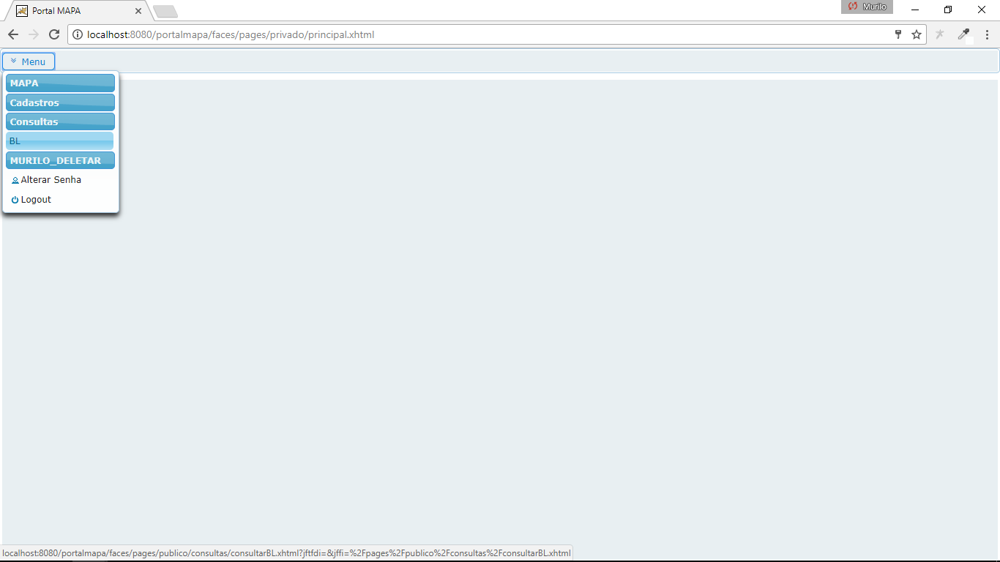 Portal MAPA
Murilo
localhost:8080/portalmapa/faces/pages/privado/principal.xhtml
Menu
MAPA
Cadastros
Consultas
BL
MURILO_DELETAR
Alterar Senha
Logout
localhost:8080/portalmapa/faces/pages/publico/consultas/consultarBL.xhtml?jftfdi=&jffi=%2Fpages%2Fpublico%2Fconsultas%2FconsultarBL.xhtml